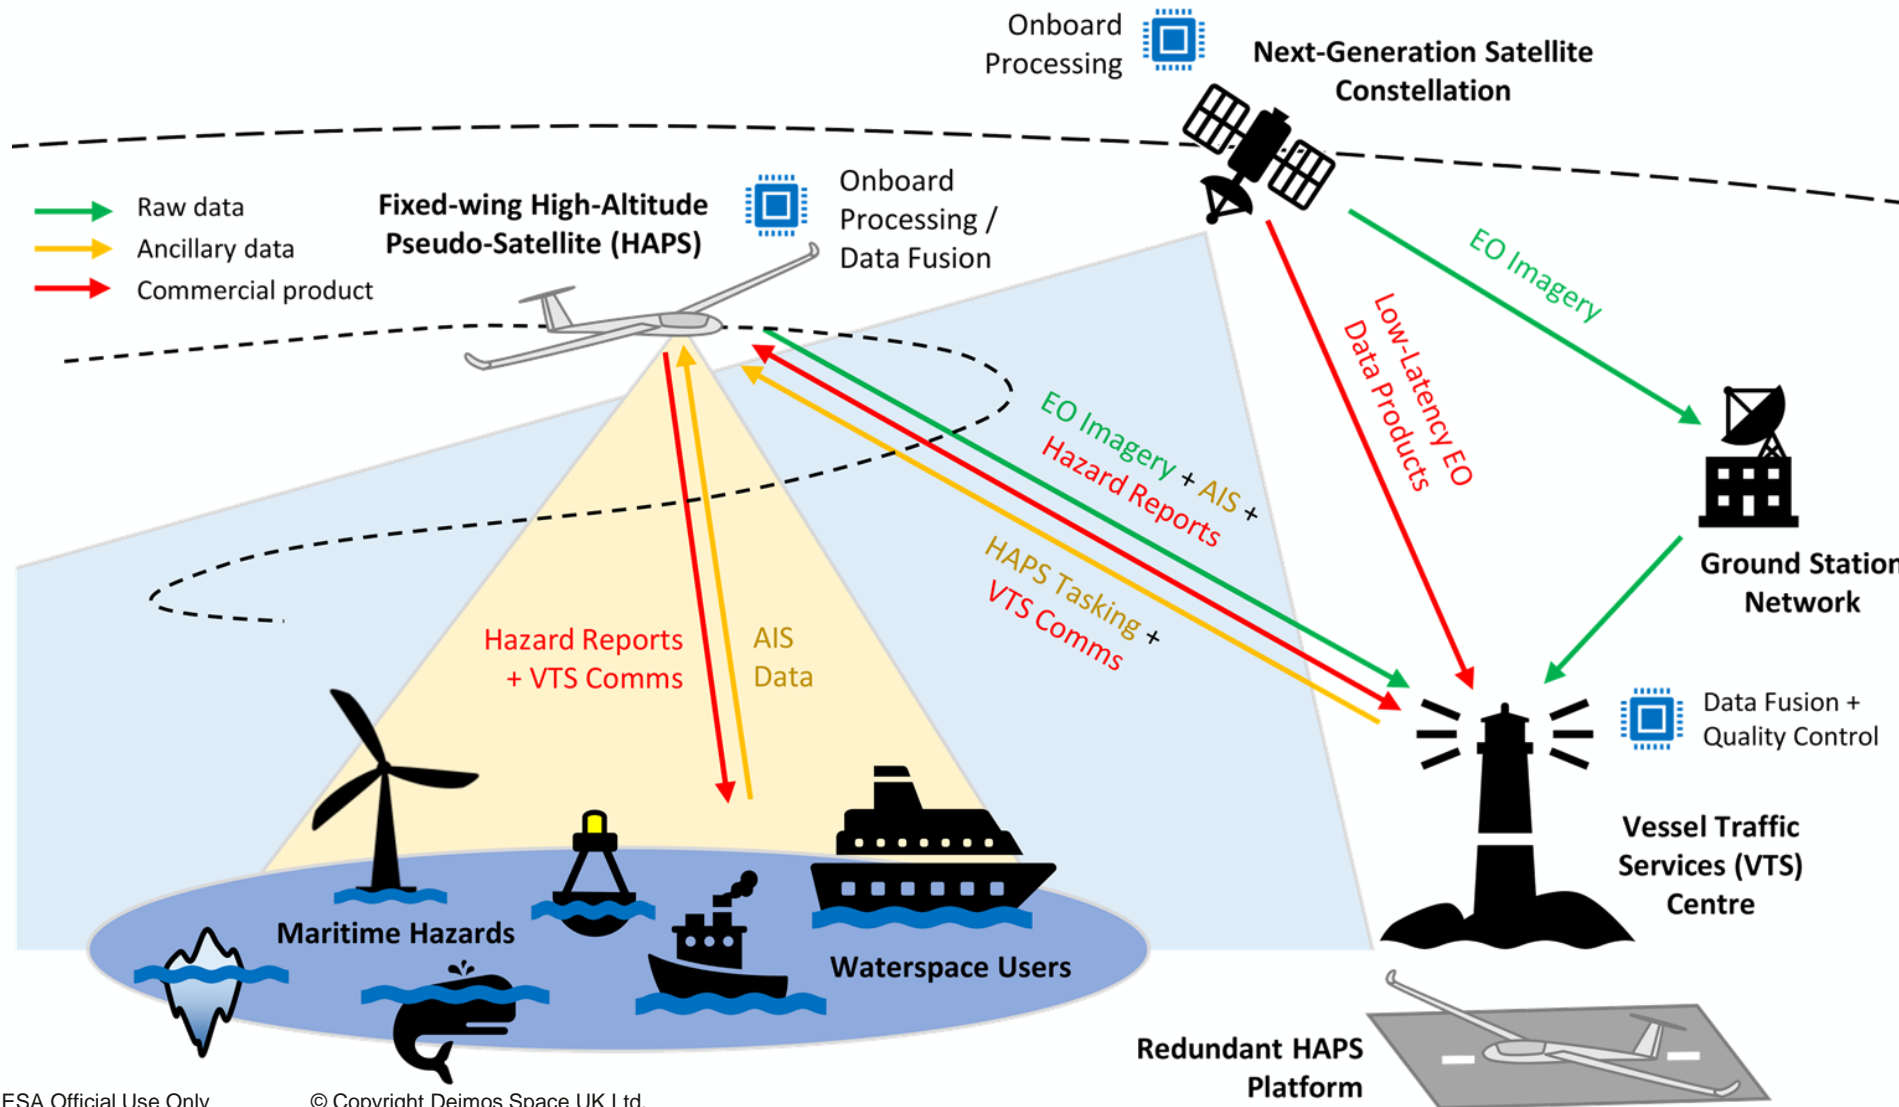 Onboard
Processing
Next-Generation Satellite
Constellation
Raw data
Ancillary data
Commercial product
Fixed-wing High-Altitude
Pseudo-Satellite (HAPS)
Onboard
Processing /
Data Fusion
EO Imagery
Low-Latency EO
Data Products
EO Imagery + AIS +
Hazard Reports
HAPS Tasking +
VTS Comms
Ground Station
Network
Hazard Reports
+ VTS Comms
AIS
Data
Data Fusion +
Quality Control
Vessel Traffic
Services (VTS)
Centre
Maritime Hazards
Waterspace Users
Redundant HAPS
Platform
ESA Official Use Only
© Copyright Deimos Space UK Ltd.